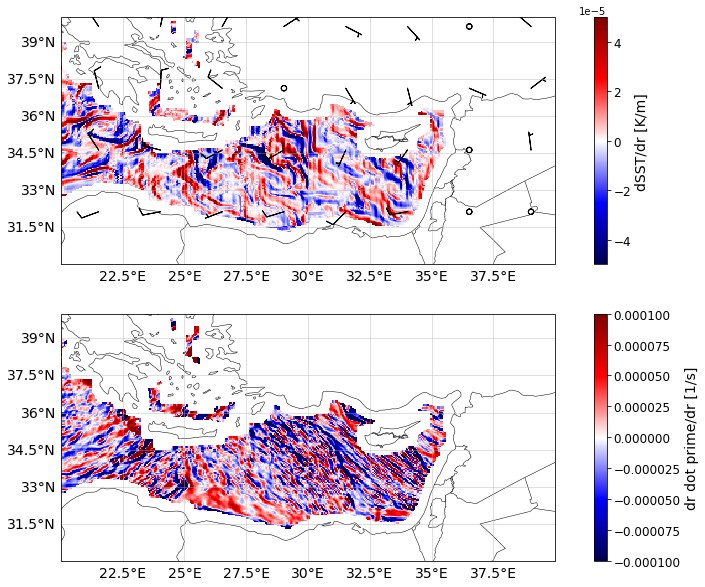 1e−5
39°N
37.5°N
36°N
34.5°N
33°N
31.5°N
22.5°E 25°E 27.5°E 30°E 32.5°E 35°E 37.5°E
4
2
0
−2
−4
dSST/dr [K/m]
39°N
37.5°N
36°N
34.5°N
33°N
31.5°N
22.5°E 25°E 27.5°E 30°E 32.5°E 35°E 37.5°E
0.000100
0.000075
0.000050
0.000025
0.000000
−0.000025
−0.000050
−0.000075
−0.000100
dr dot prime/dr [1/s]